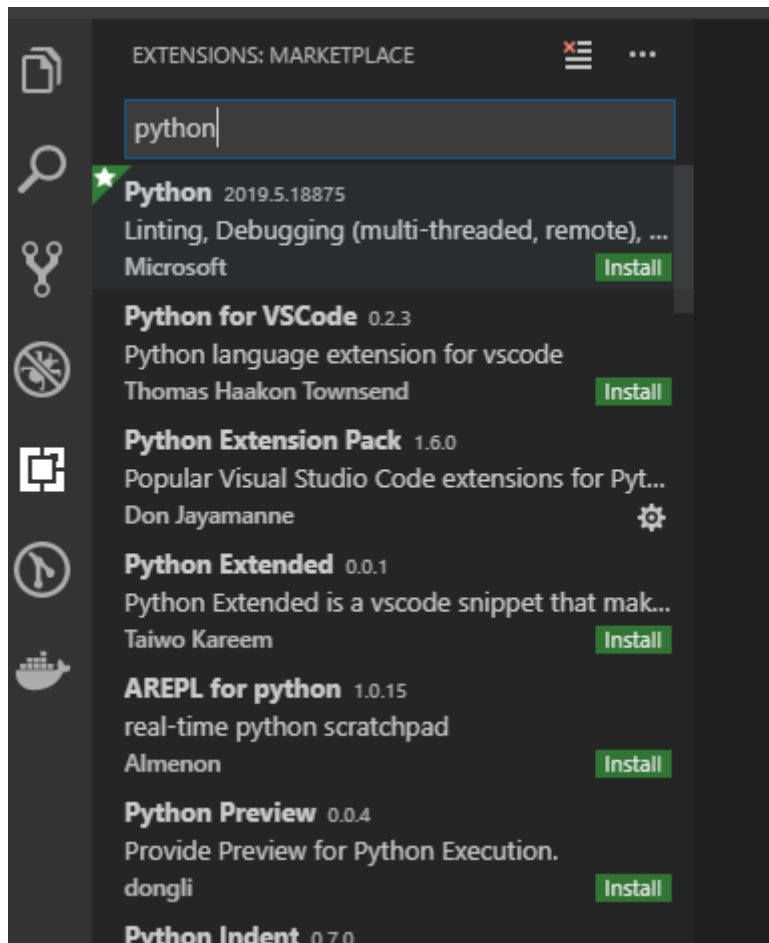 EXTENSIONS: MARKETPLACE
python
Python 2019.5.18875
Linting, Debugging (multi-threaded, remote), ...
Microsoft Install
Python for VSCode 0.2.3
Python language extension for vscode
Thomas Haakon Townsend Install
Python Extension Pack 1.6.0
Popular Visual Studio Code extensions for Pyt...
Don Jayamanne
Python Extended 0.0.1
Python Extended is a vscode snippet that mak...
Taiwo Kareem Install
AREPL for python 1.0.15
real-time python scratchpad
Almenon Install
Python Preview 0.0.4
Provide Preview for Python Execution.
dongli Install
Python Indent 0.7.0